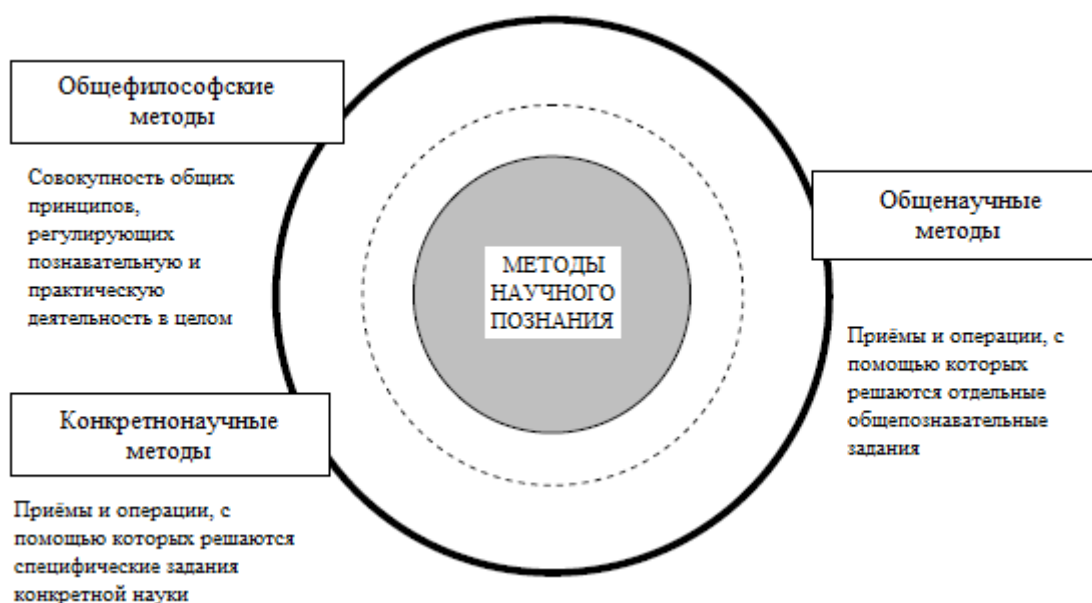 Общефилософские
методы
Совокупность общих
принципов,
регулирующих
познавательную и
практическую
деятельность в целом
Конкретнонаучные
методы
Приёмы и операции, с
помощью которых решаются
специфические задания
конкретной науки
МЕТОДЫ
НАУЧНОГО
ПОЗНАНИЯ
Общенаучные
методы
Приёмы и операции, с
помощью которых
решаются отдельные
общепознавательные
задания